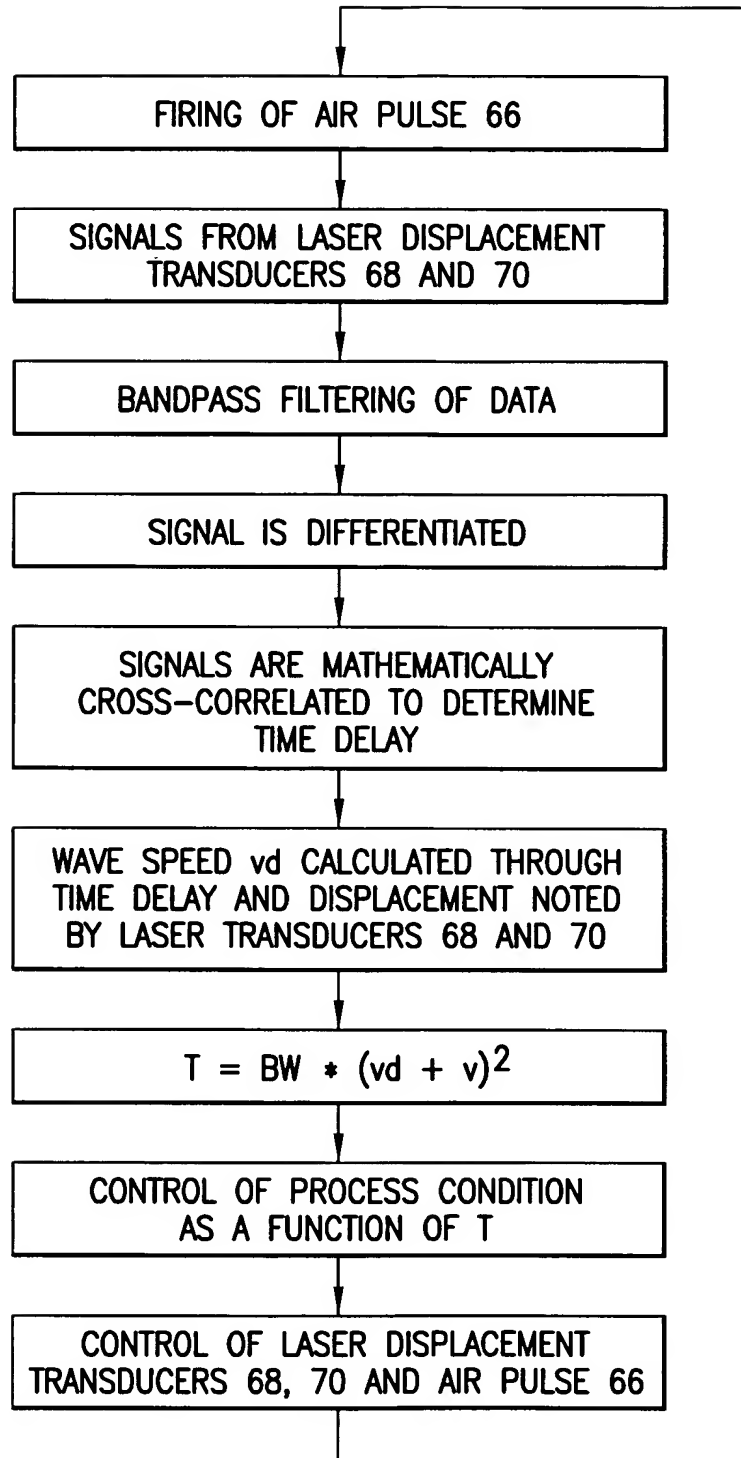 FIRING OF AIR PULSE 66
SIGNALS FROM LASER DISPLACEMENT
TRANSDUCERS 68 AND 70
BANDPASS FILTERING OF DATA
SIGNAL IS DIFFERENTIATED
SIGNALS ARE MATHEMATICALLY
CROSS-CORRELATED TO DETERMINE
TIME DELAY
WAVE SPEED vd CALCULATED THROUGH
TIME DELAY AND DISPLACEMENT NOTED
BY LASER TRANSDUCERS 68 AND 70
T = BW * (vd + v)²
CONTROL OF PROCESS CONDITION
AS A FUNCTION OF T
CONTROL OF LASER DISPLACEMENT
TRANSDUCERS 68, 70 AND AIR PULSE 66